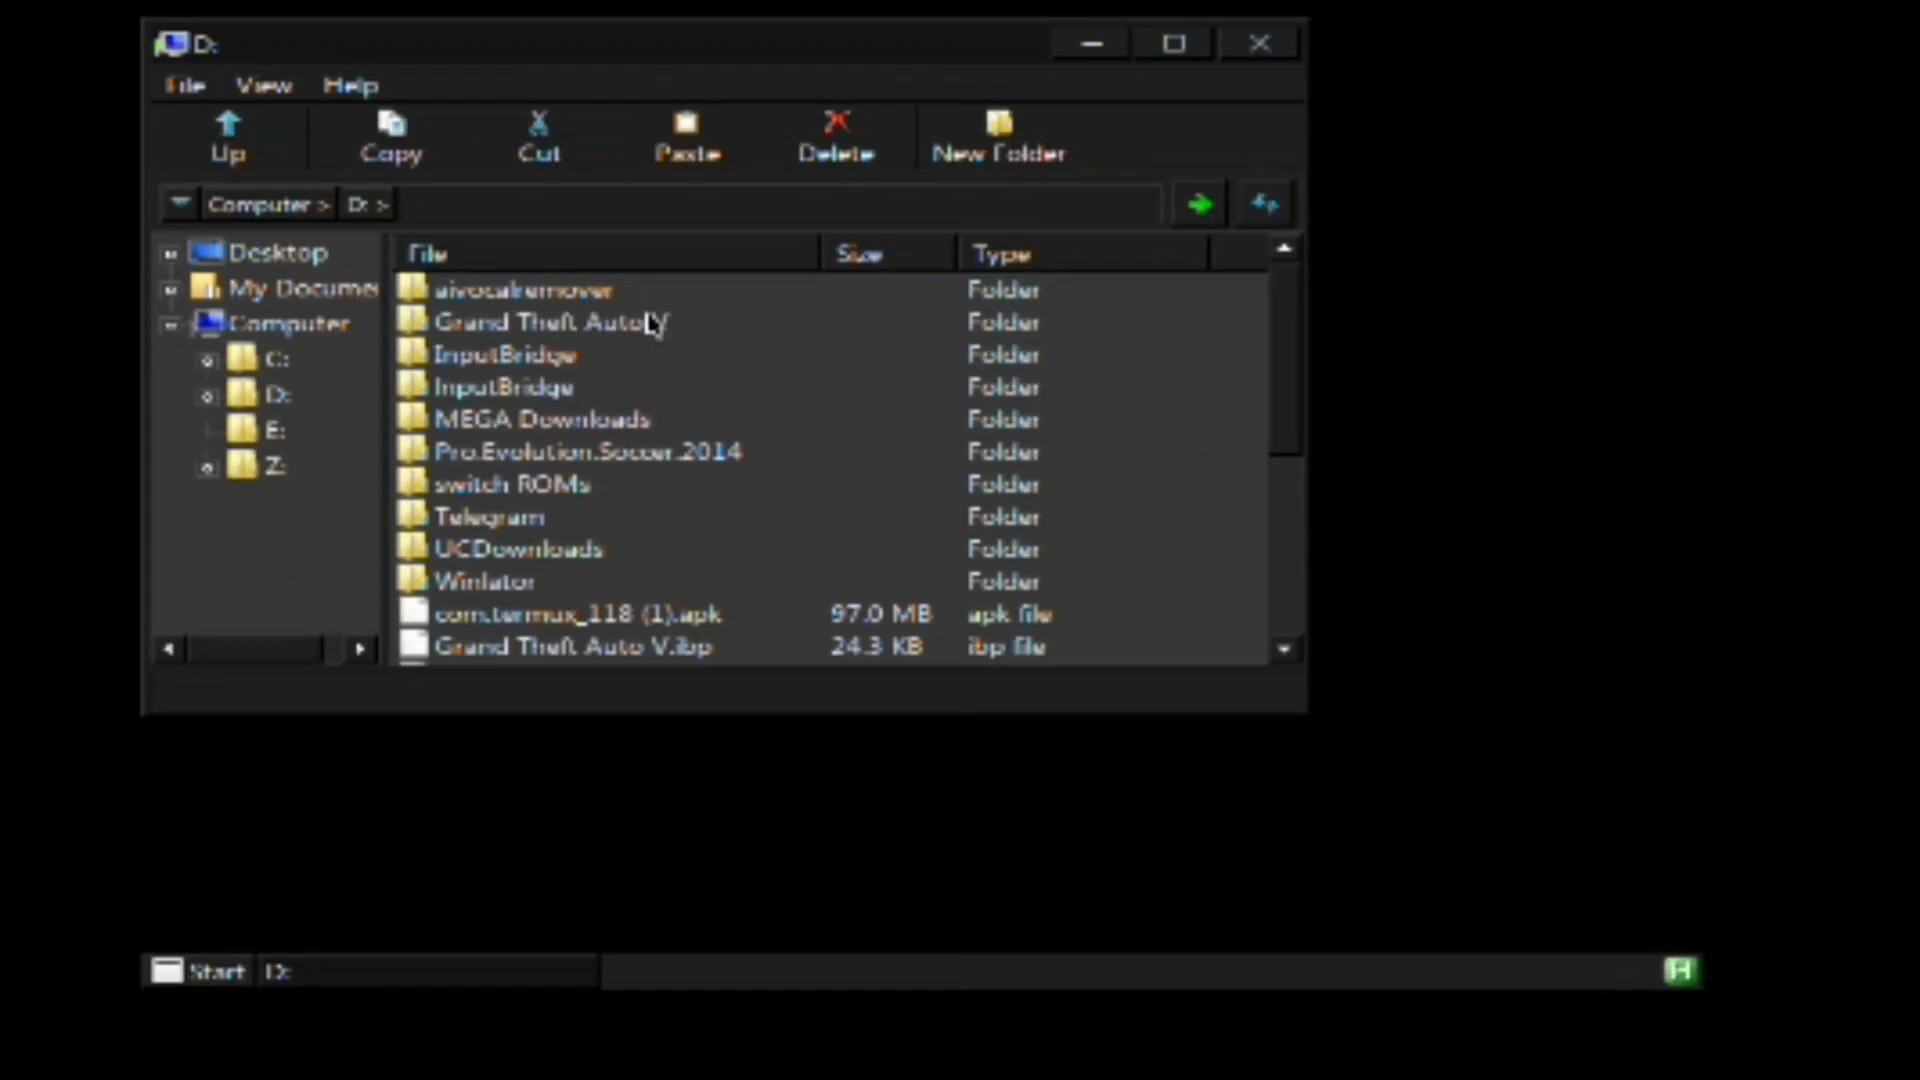 D:
File View Help
Up Copy Cut Paste Delete New Folder
Computer > D: >
File Size Type
Desktop
My Docume
Computer
C:
D:
E:
Z:
aivocalremover Folder
Grand Theft Auto V Folder
InputBridge Folder
InputBridge Folder
MEGA Downloads Folder
Pro.Evolution.Soccer.2014 Folder
switch ROMs Folder
Telegram Folder
UCDownloads Folder
Winlator Folder
com.termux_118 (1).apk 97.0 MB apk file
Grand Theft Auto V.ibp 24.3 KB ibp file
Start D: H